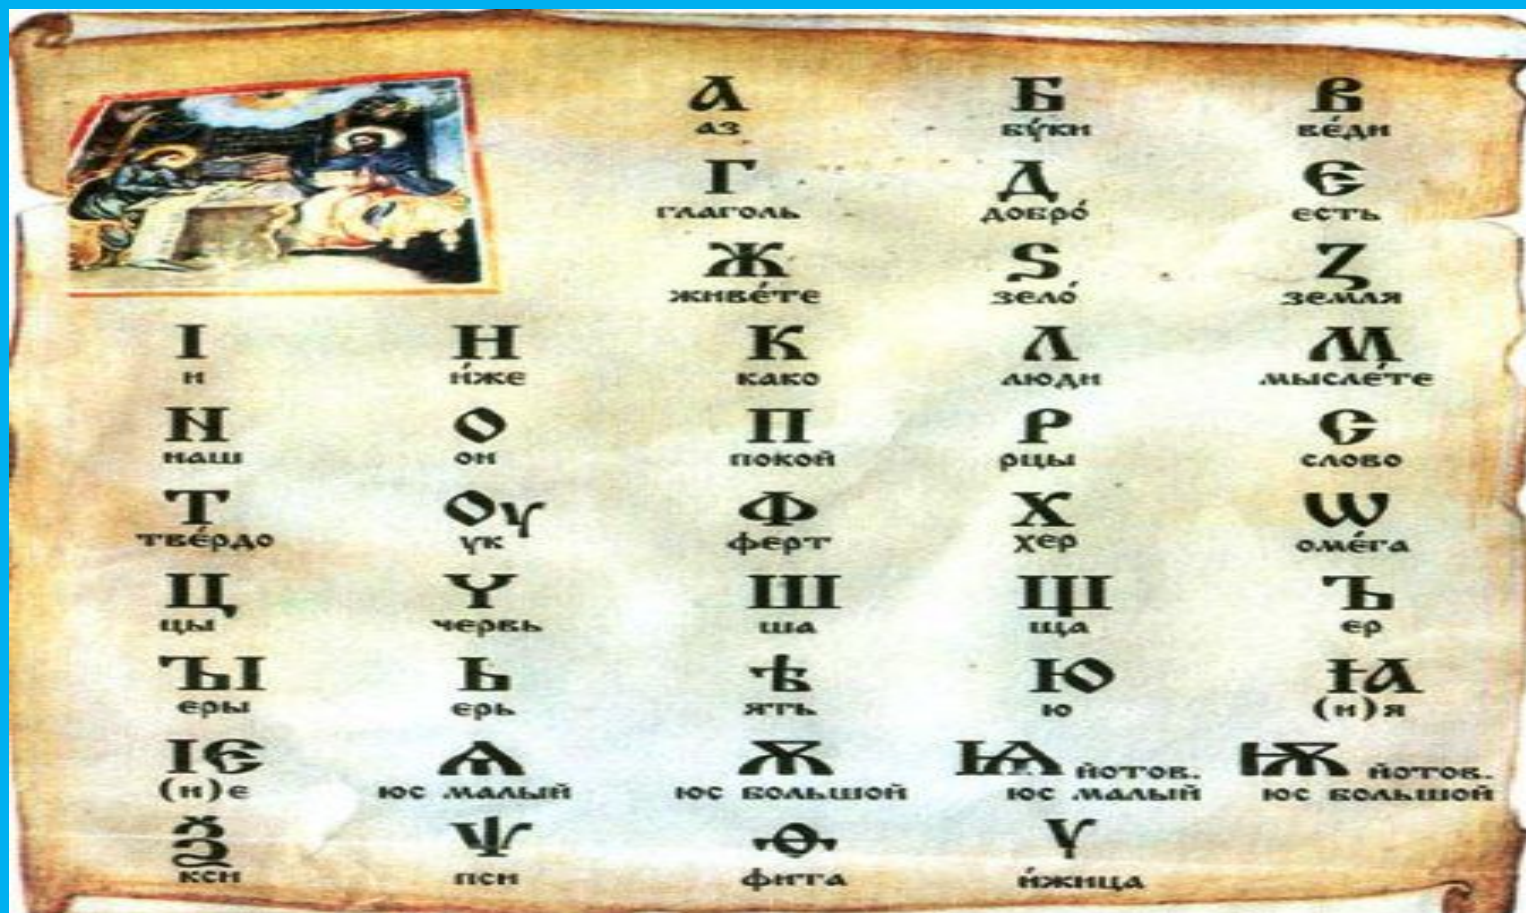 А Б В
аз бу́ки ве́ди
Г Д Є
глаголь добро́ есть
Ж Ѕ З
живе́те зело́ земля
І Н К Л М
и и́же како люди мысле́те
N О П Р С
наш он покой рцы слово
Т Оу Ф Х Ѡ
тве́рдо ук ферт хер оме́га
Ц Ч Ш Щ Ъ
цы червь ша ща ер
ЪІ Ь Ѣ Ю Ꙗ
еры ерь ять ю (и)я
Ѥ Ѧ Ѫ Ѩ йотов. Ѭ йотов.
(и)е юс малый юс большой юс малый юс большой
Ѯ Ѱ Ѳ Ѵ
кси пси фита и́жица